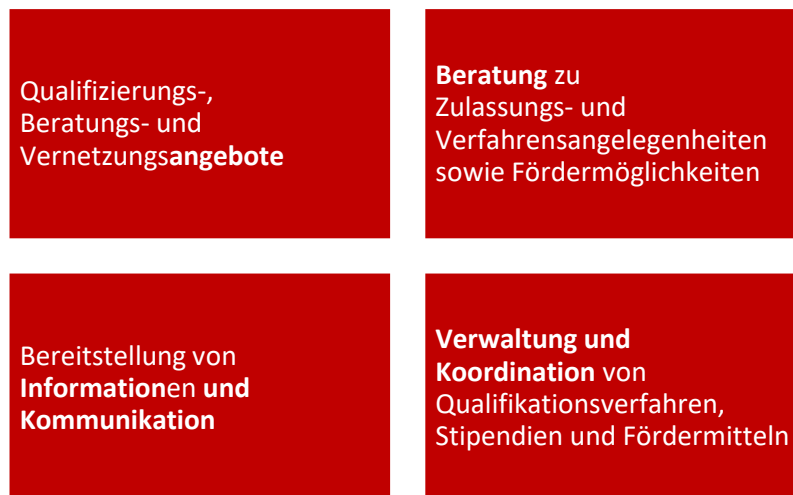 Qualifizierungs-,
Beratungs- und
Vernetzungsangebote
Beratung zu
Zulassungs- und
Verfahrensangelegenheiten
sowie Fördermöglichkeiten
Bereitstellung von
Informationen und
Kommunikation
Verwaltung und
Koordination von
Qualifikationsverfahren,
Stipendien und Fördermitteln